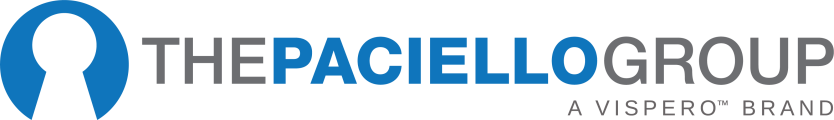 THEPACIELLOGROUP
A VISPERO™ BRAND